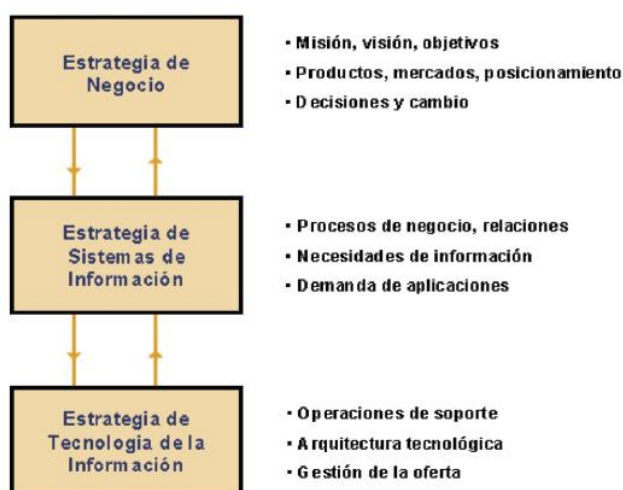 Estrategia de
Negocio
▪ Misión, visión, objetivos
▪ Productos, mercados, posicionamiento
▪ Decisiones y cambio
Estrategia de
Sistemas de
Información
▪ Procesos de negocio, relaciones
▪ Necesidades de información
▪ Demanda de aplicaciones
Estrategia de
Tecnologia de la
Información
▪ Operaciones de soporte
▪ Arquitectura tecnológica
▪ Gestión de la oferta